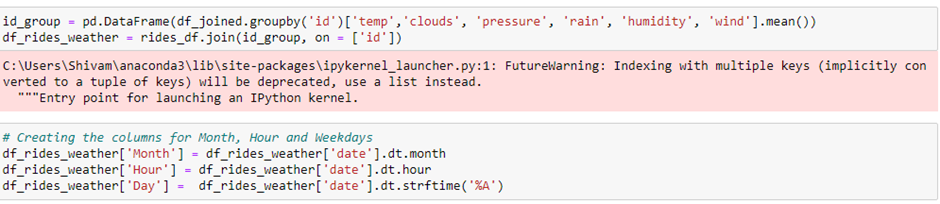 id_group = pd.DataFrame(df_joined.groupby('id')['temp','clouds', 'pressure', 'rain', 'humidity', 'wind'].mean())
df_rides_weather = rides_df.join(id_group, on = ['id'])
C:\Users\Shivam\anaconda3\lib\site-packages\ipykernel_launcher.py:1: FutureWarning: Indexing with multiple keys (implicitly con
verted to a tuple of keys) will be deprecated, use a list instead.
  """Entry point for launching an IPython kernel.
# Creating the columns for Month, Hour and Weekdays
df_rides_weather['Month'] = df_rides_weather['date'].dt.month
df_rides_weather['Hour'] = df_rides_weather['date'].dt.hour
df_rides_weather['Day'] =  df_rides_weather['date'].dt.strftime('%A')